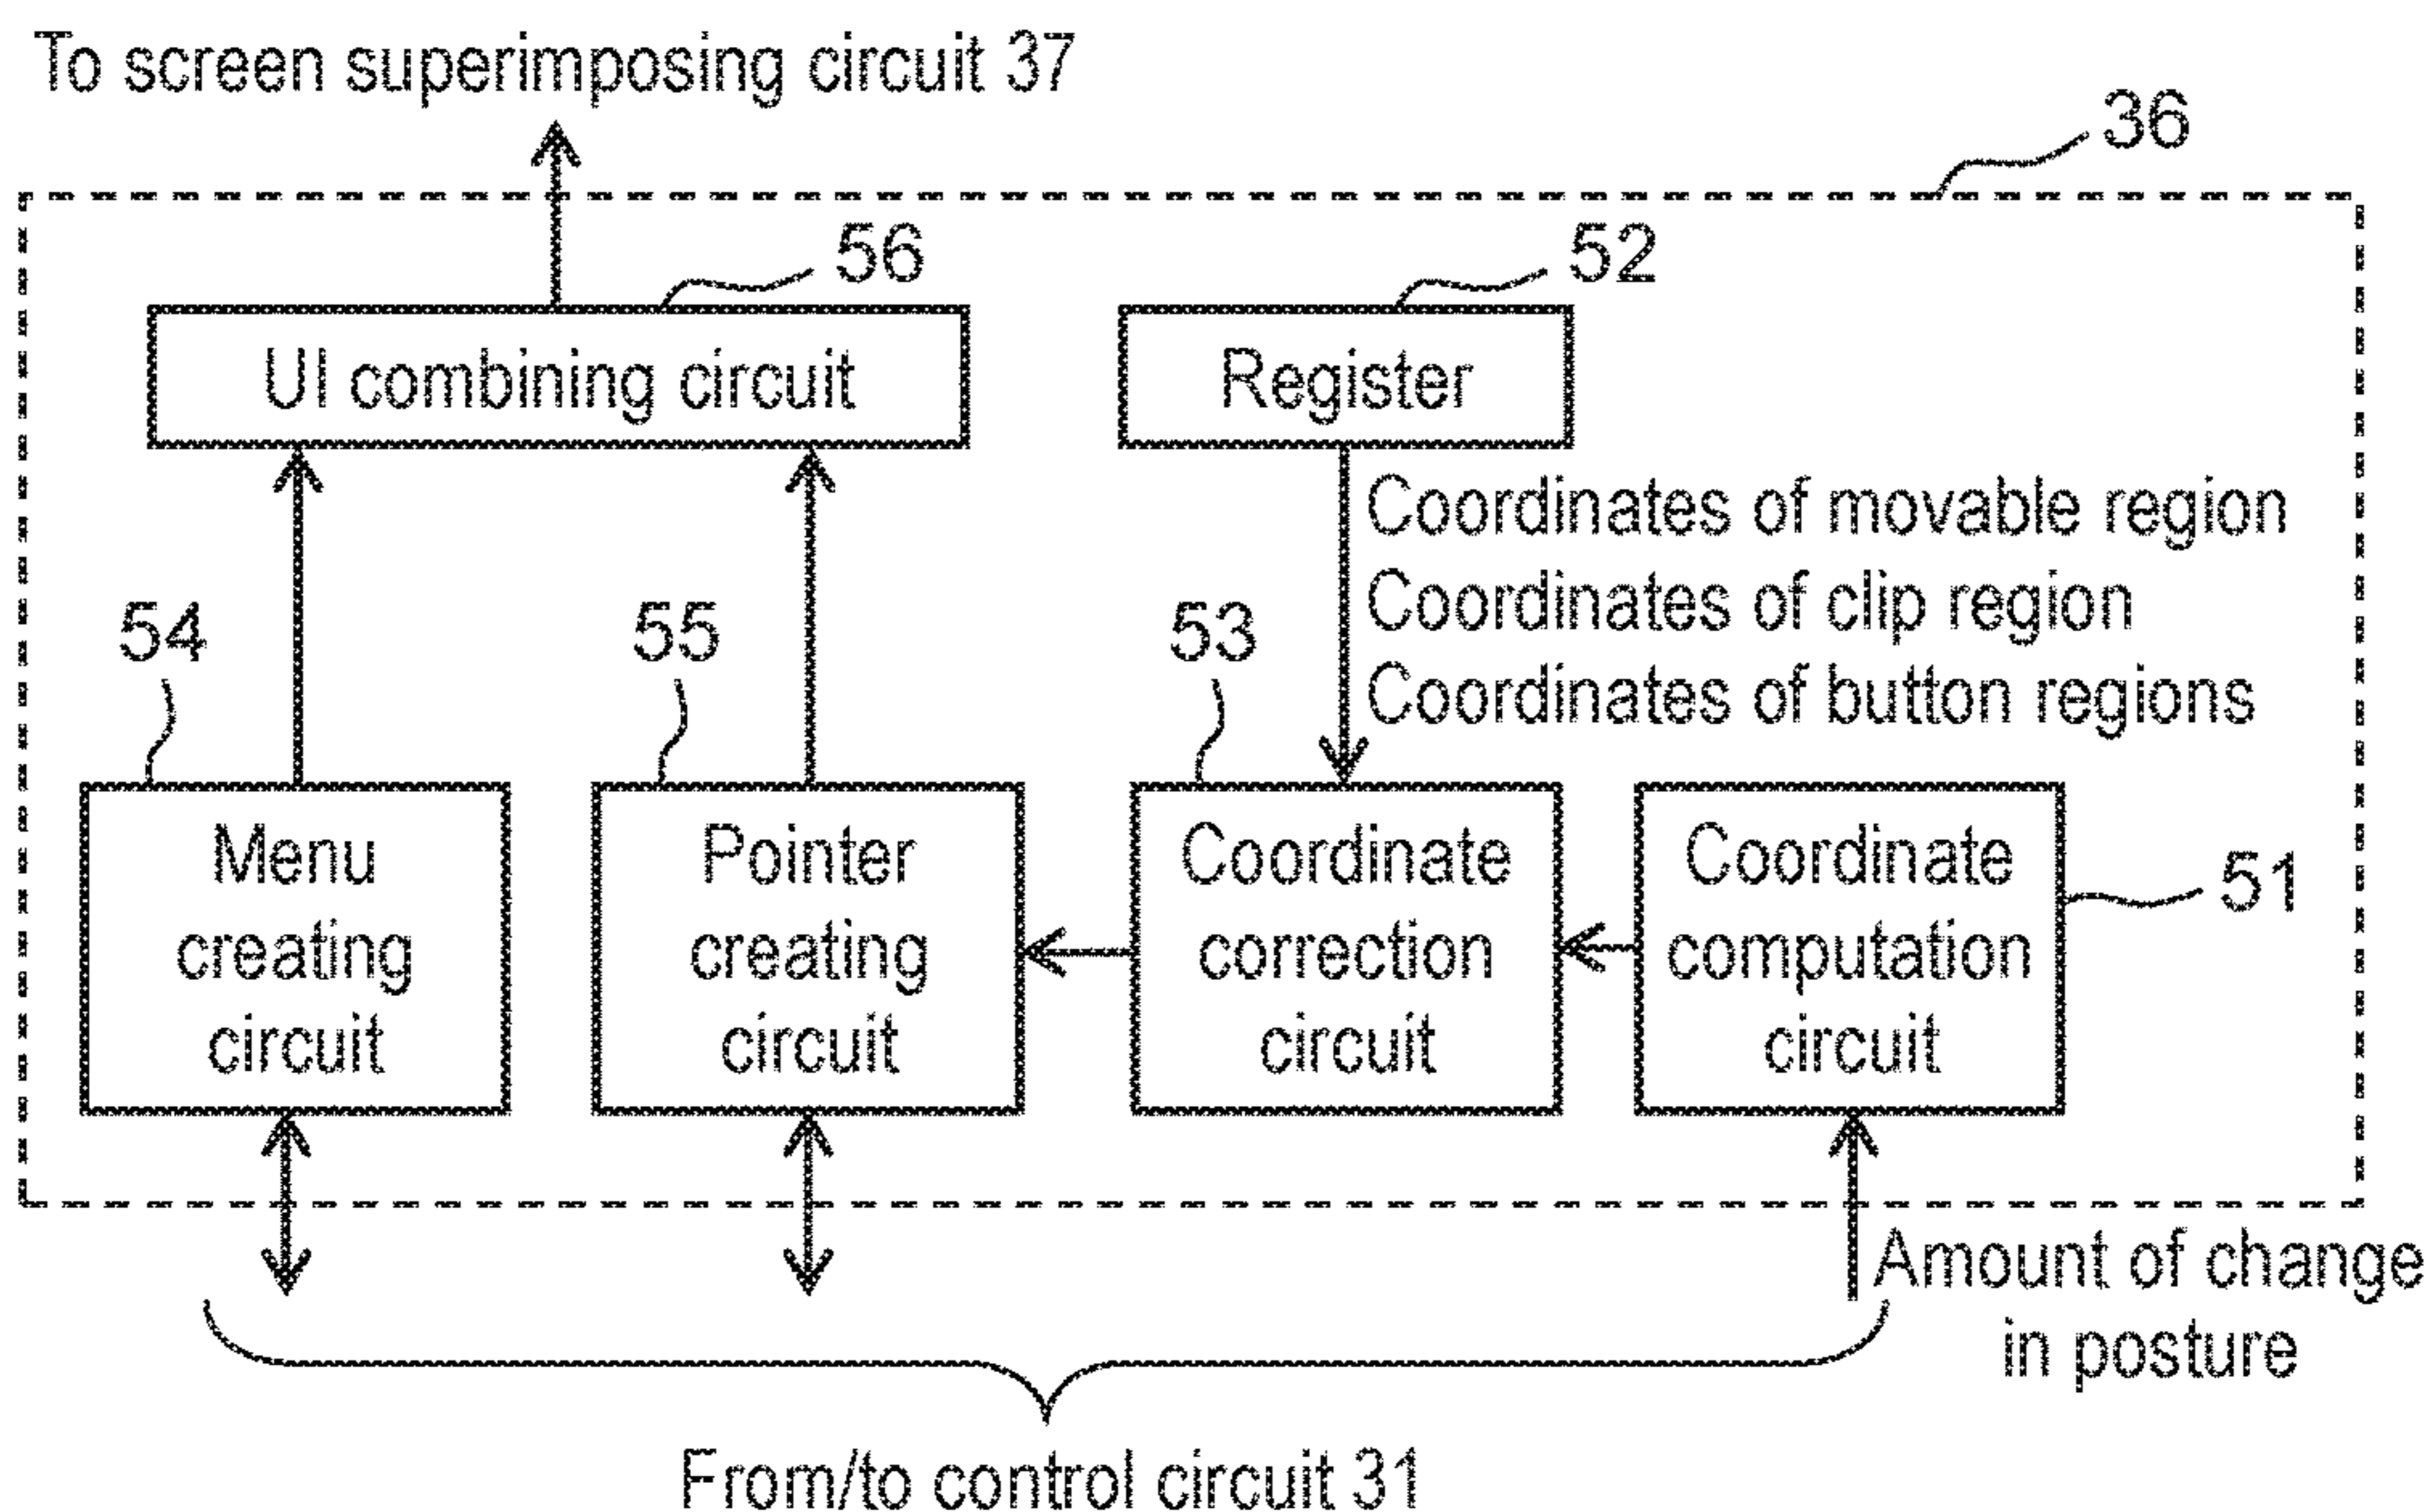 To screen superimposing circuit 37
36
56
52
UI combining circuit
Register
Coordinates of movable region
Coordinates of clip region
Coordinates of button regions
54
55
53
Menu
creating
circuit
Pointer
creating
circuit
Coordinate
correction
circuit
Coordinate
computation
circuit
51
Amount of change
in posture
From/to control circuit 31